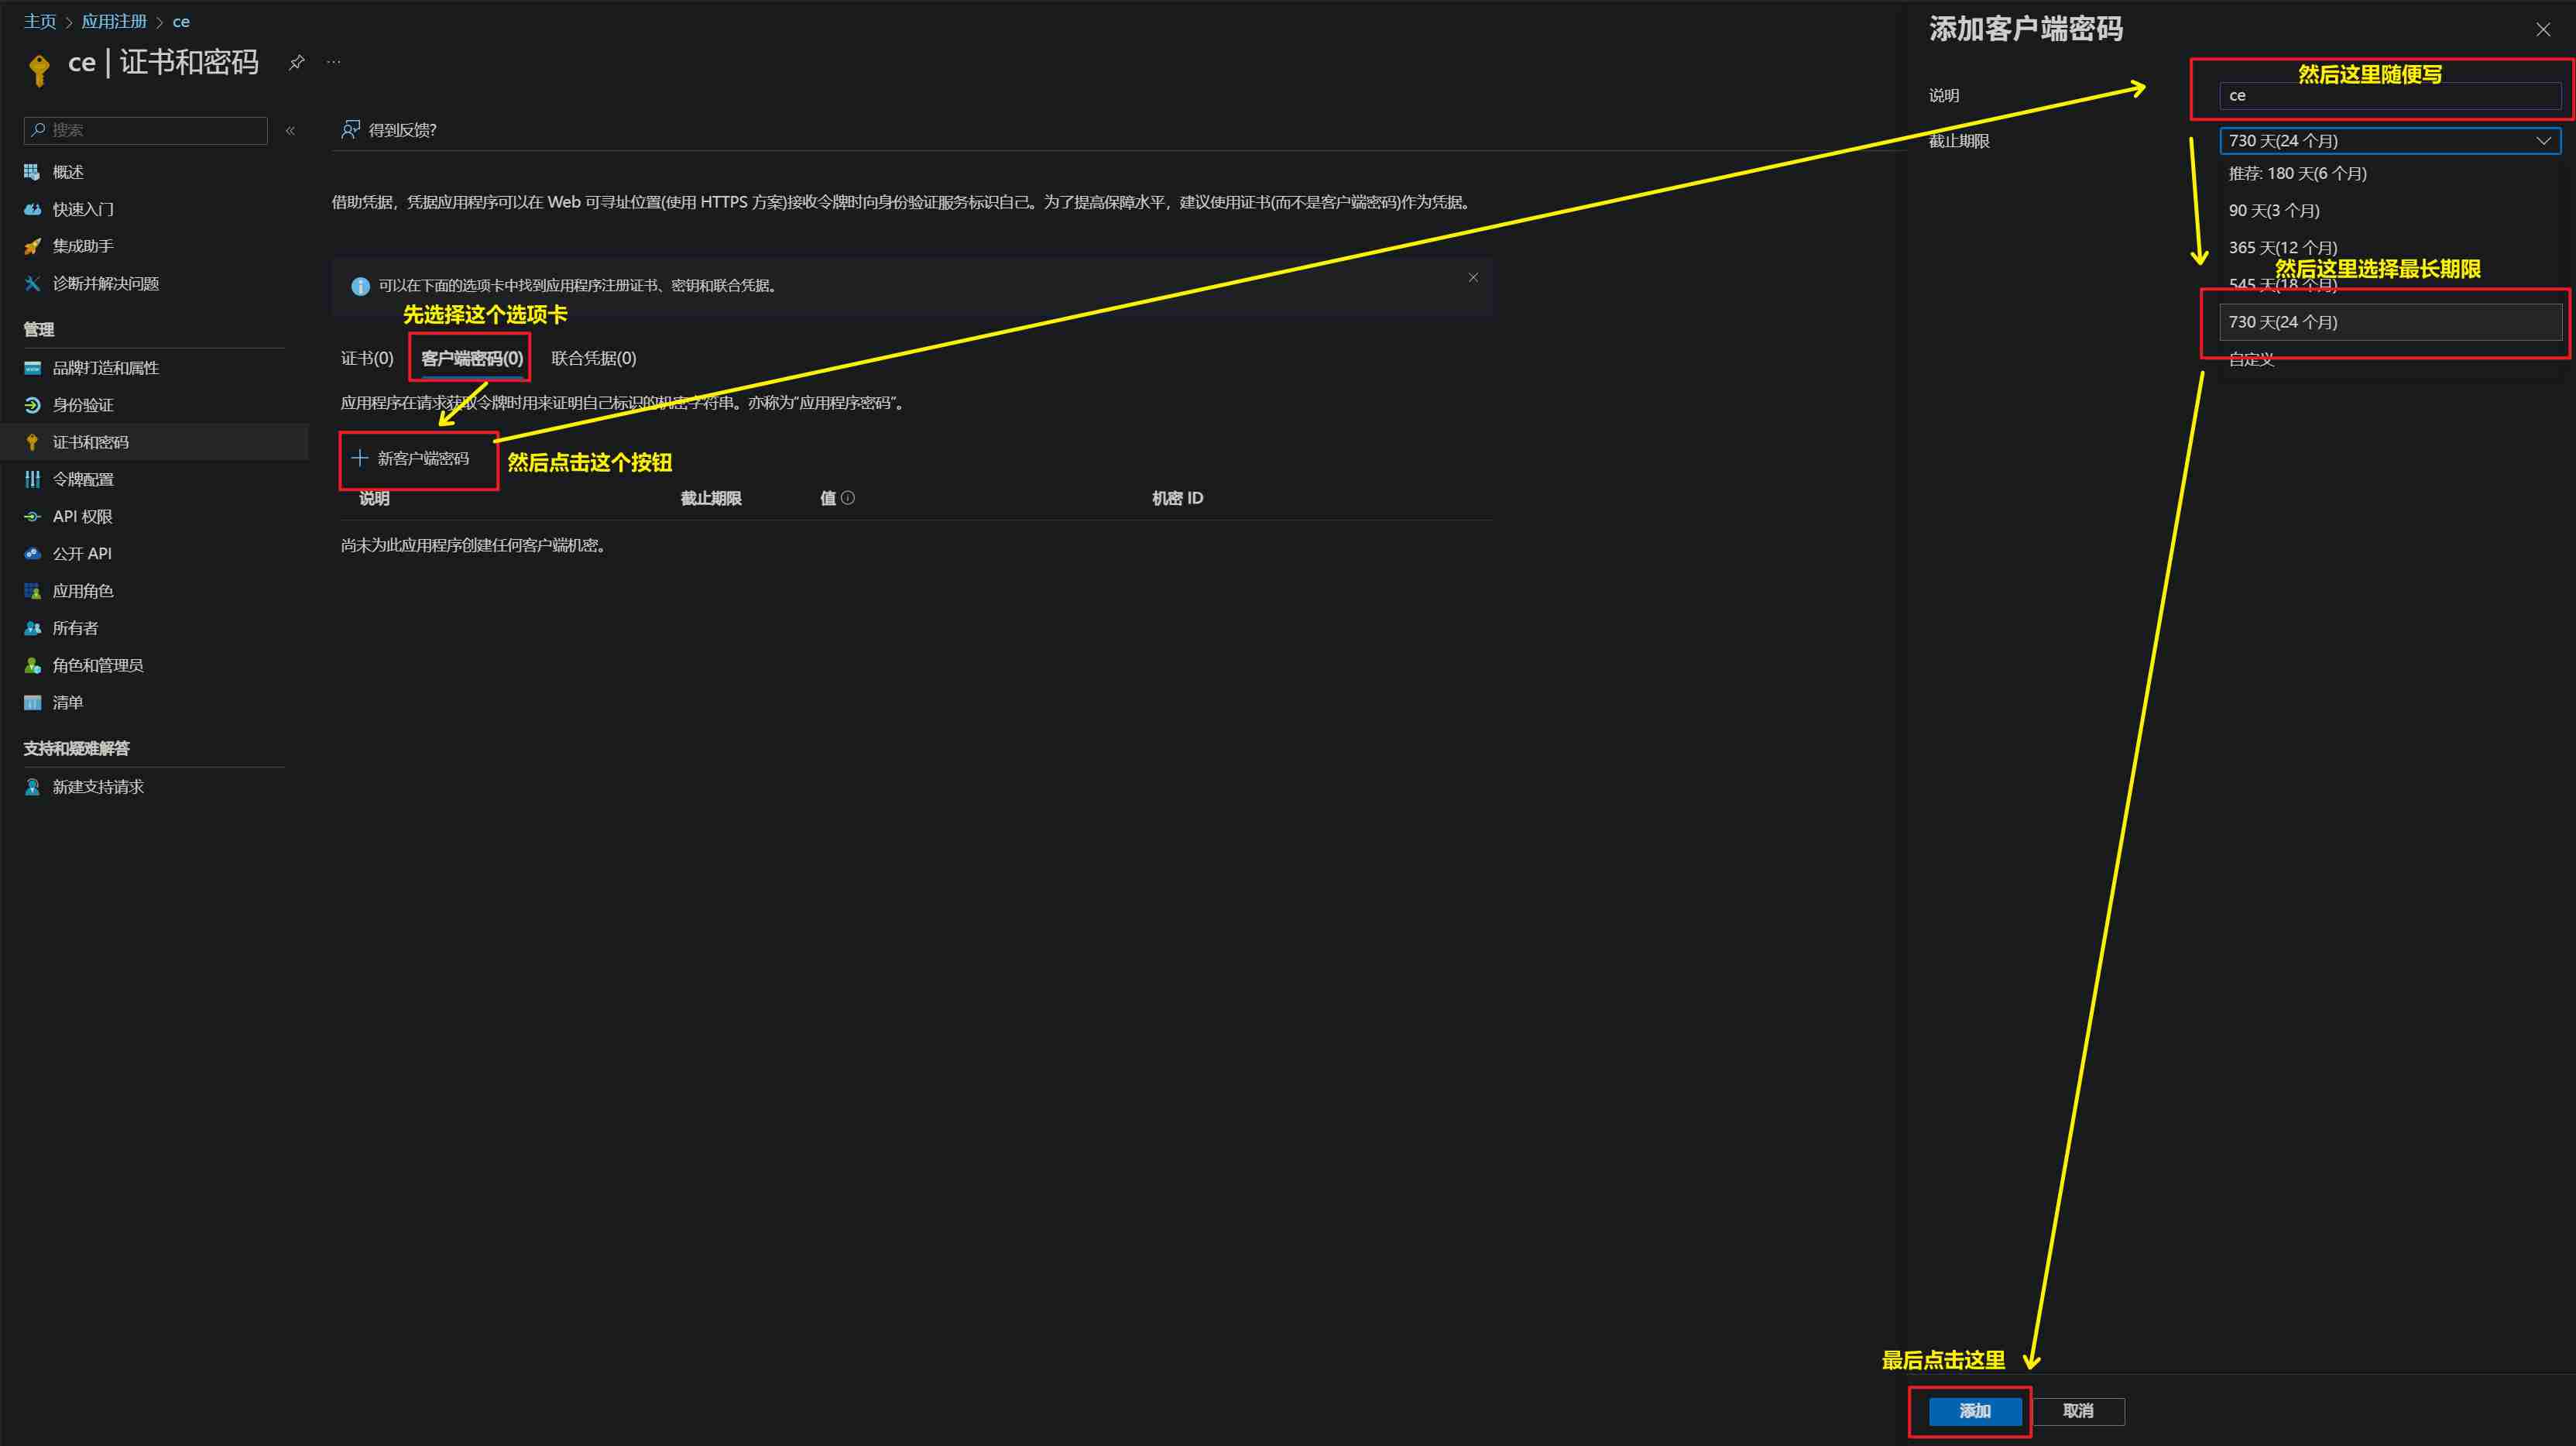 主页 > 应用注册 > ce
ce | 证书和密码
搜索
概述
快速入门
集成助手
诊断并解决问题
管理
品牌打造和属性
身份验证
证书和密码
令牌配置
API 权限
公开 API
应用角色
所有者
角色和管理员
清单
支持和疑难解答
新建支持请求
得到反馈?
借助凭据，凭据应用程序可以在 Web 可寻址位置(使用 HTTPS 方案)接收令牌时向身份验证服务标识自己。为了提高保障水平，建议使用证书(而不是客户端密码)作为凭据。
可以在下面的选项卡中找到应用程序注册证书、密钥和联合凭据。
先选择这个选项卡
证书(0) 客户端密码(0) 联合凭据(0)
应用程序在请求获取令牌时用来证明自己标识的机密字符串。亦称为“应用程序密码”。
新客户端密码
然后点击这个按钮
说明 截止期限 值 机密 ID
尚未为此应用程序创建任何客户端机密。
添加客户端密码
然后这里随便写
说明 ce
截止期限 730 天(24 个月)
推荐: 180 天(6 个月)
90 天(3 个月)
365 天(12 个月)
然后这里选择最长期限
545 天(18 个月)
730 天(24 个月)
自定义
最后点击这里
添加 取消